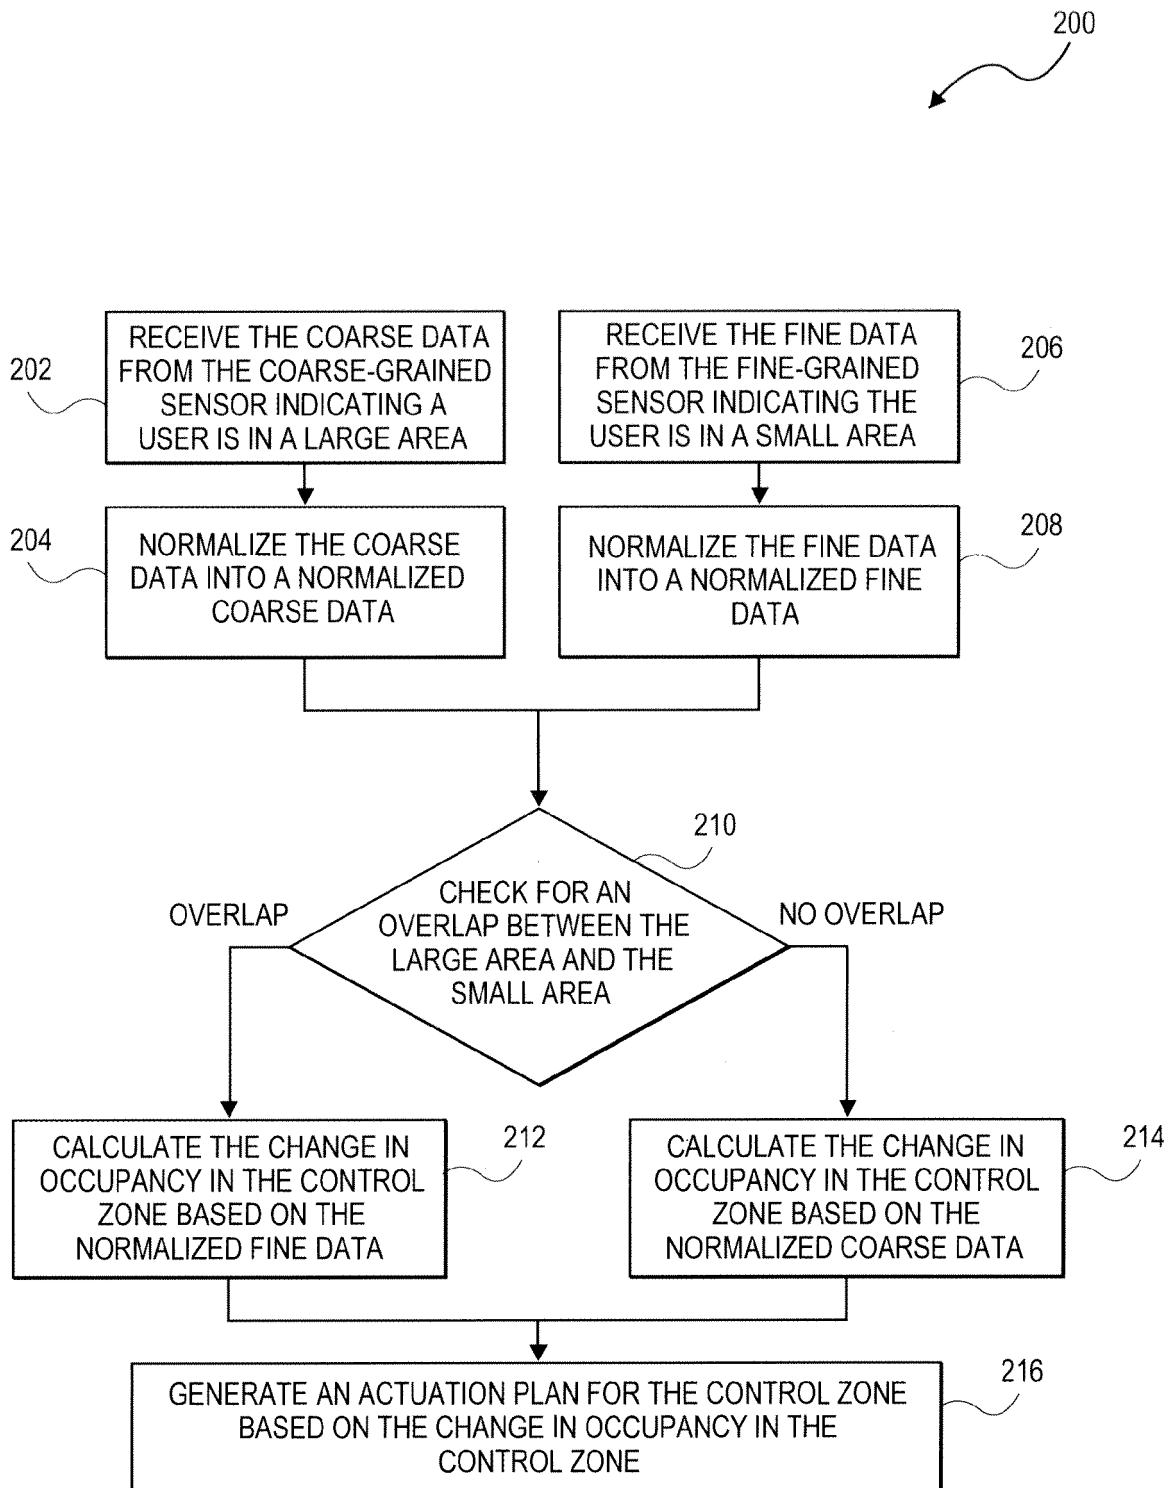 200
RECEIVE THE COARSE DATA
FROM THE COARSE-GRAINED
SENSOR INDICATING A
USER IS IN A LARGE AREA
202
RECEIVE THE FINE DATA
FROM THE FINE-GRAINED
SENSOR INDICATING THE
USER IS IN A SMALL AREA
206
204
NORMALIZE THE COARSE
DATA INTO A NORMALIZED
COARSE DATA
NORMALIZE THE FINE DATA
INTO A NORMALIZED FINE
DATA
208
210
CHECK FOR AN
OVERLAP BETWEEN THE
LARGE AREA AND THE
SMALL AREA
OVERLAP
NO OVERLAP
CALCULATE THE CHANGE IN
OCCUPANCY IN THE CONTROL
ZONE BASED ON THE
NORMALIZED FINE DATA
212
CALCULATE THE CHANGE IN
OCCUPANCY IN THE CONTROL
ZONE BASED ON THE
NORMALIZED COARSE DATA
214
GENERATE AN ACTUATION PLAN FOR THE CONTROL ZONE
BASED ON THE CHANGE IN OCCUPANCY IN THE
CONTROL ZONE
216